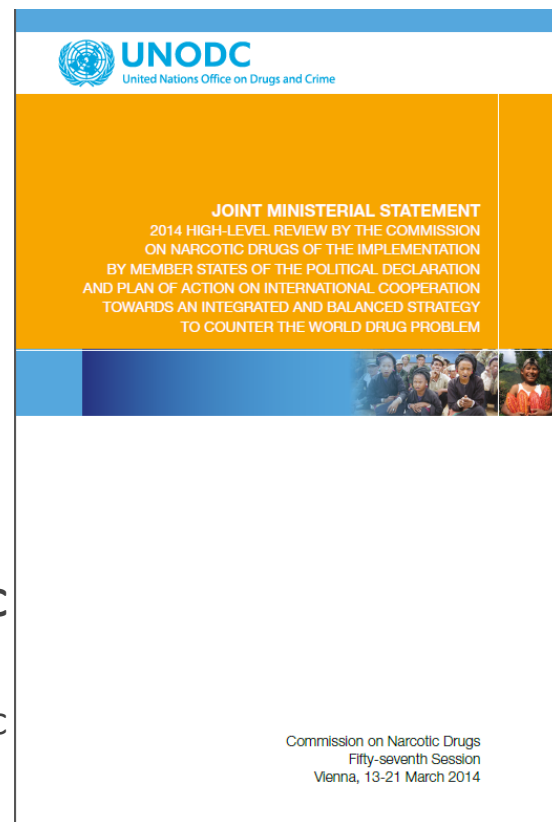 UNODC
United Nations Office on Drugs and Crime
JOINT MINISTERIAL STATEMENT
2014 HIGH-LEVEL REVIEW BY THE COMMISSION
ON NARCOTIC DRUGS OF THE IMPLEMENTATION
BY MEMBER STATES OF THE POLITICAL DECLARATION
AND PLAN OF ACTION ON INTERNATIONAL COOPERATION
TOWARDS AN INTEGRATED AND BALANCED STRATEGY
TO COUNTER THE WORLD DRUG PROBLEM
Commission on Narcotic Drugs
Fifty-seventh Session
Vienna, 13-21 March 2014